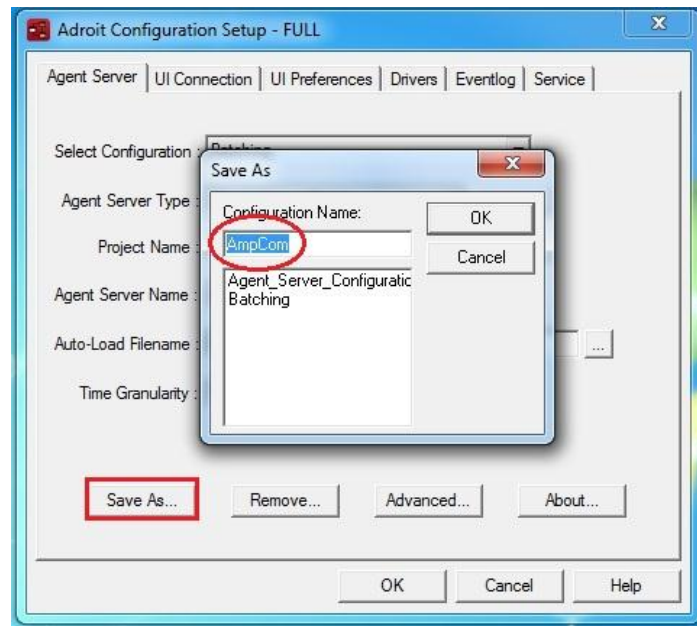 Adroit Configuration Setup - FULL
Agent Server UI Connection UI Preferences Drivers Eventlog Service
Select Configuration :
Save As
Agent Server Type :
Configuration Name:
OK
Project Name :
AmpCom
Cancel
Agent Server Name :
Agent_Server_Configuratic
Batching
Auto-Load Filename :
...
Time Granularity :
Save As...
Remove...
Advanced...
About...
OK
Cancel
Help